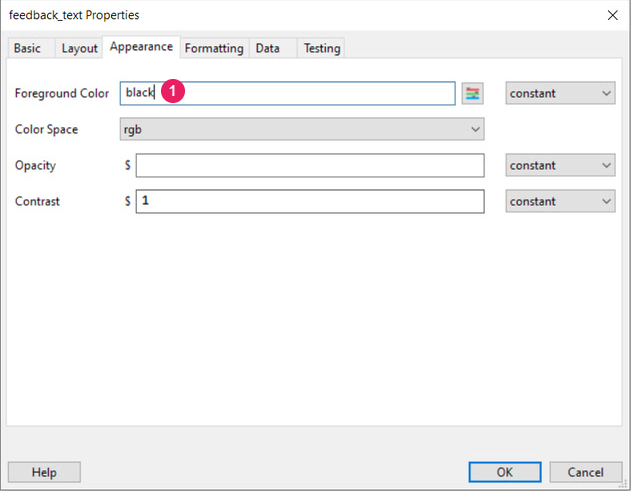 feedback_text Properties
Basic Layout Appearance Formatting Data Testing
Foreground Color black 1 constant
Color Space rgb
Opacity $ constant
Contrast $ 1 constant
Help OK Cancel